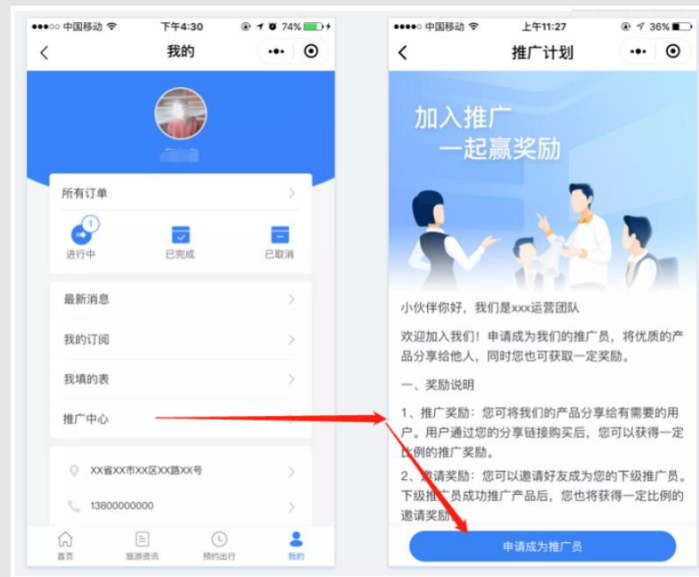 中国移动
下午4:30
74%
我的
所有订单
1
进行中
已完成
已取消
最新消息
我的订阅
我填的表
推广中心
XX省XX市XX区XX路XX号
13800000000
首页
旅游资讯
预约出行
我的
中国移动
上午11:27
36%
推广计划
加入推广
一起赢奖励
小伙伴你好，我们是xxx运营团队
欢迎加入我们！申请成为我们的推广员，将优质的产
品分享给他人，同时您也可获取一定奖励。
一、奖励说明
1、推广奖励：您可将我们的产品分享给有需要的用
户。用户通过您的分享链接购买后，您可以获得一定
比例的推广奖励。
2、邀请奖励：您可以邀请好友成为您的下级推广员。
下级推广员成功推广产品后，您也将获得一定比例的
邀请奖励
申请成为推广员